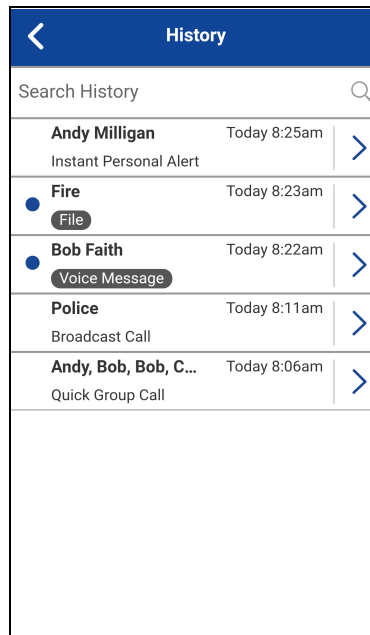 History
Search History
Andy Milligan Today 8:25am
Instant Personal Alert
Fire Today 8:23am
File
Bob Faith Today 8:22am
Voice Message
Police Today 8:11am
Broadcast Call
Andy, Bob, Bob, C... Today 8:06am
Quick Group Call